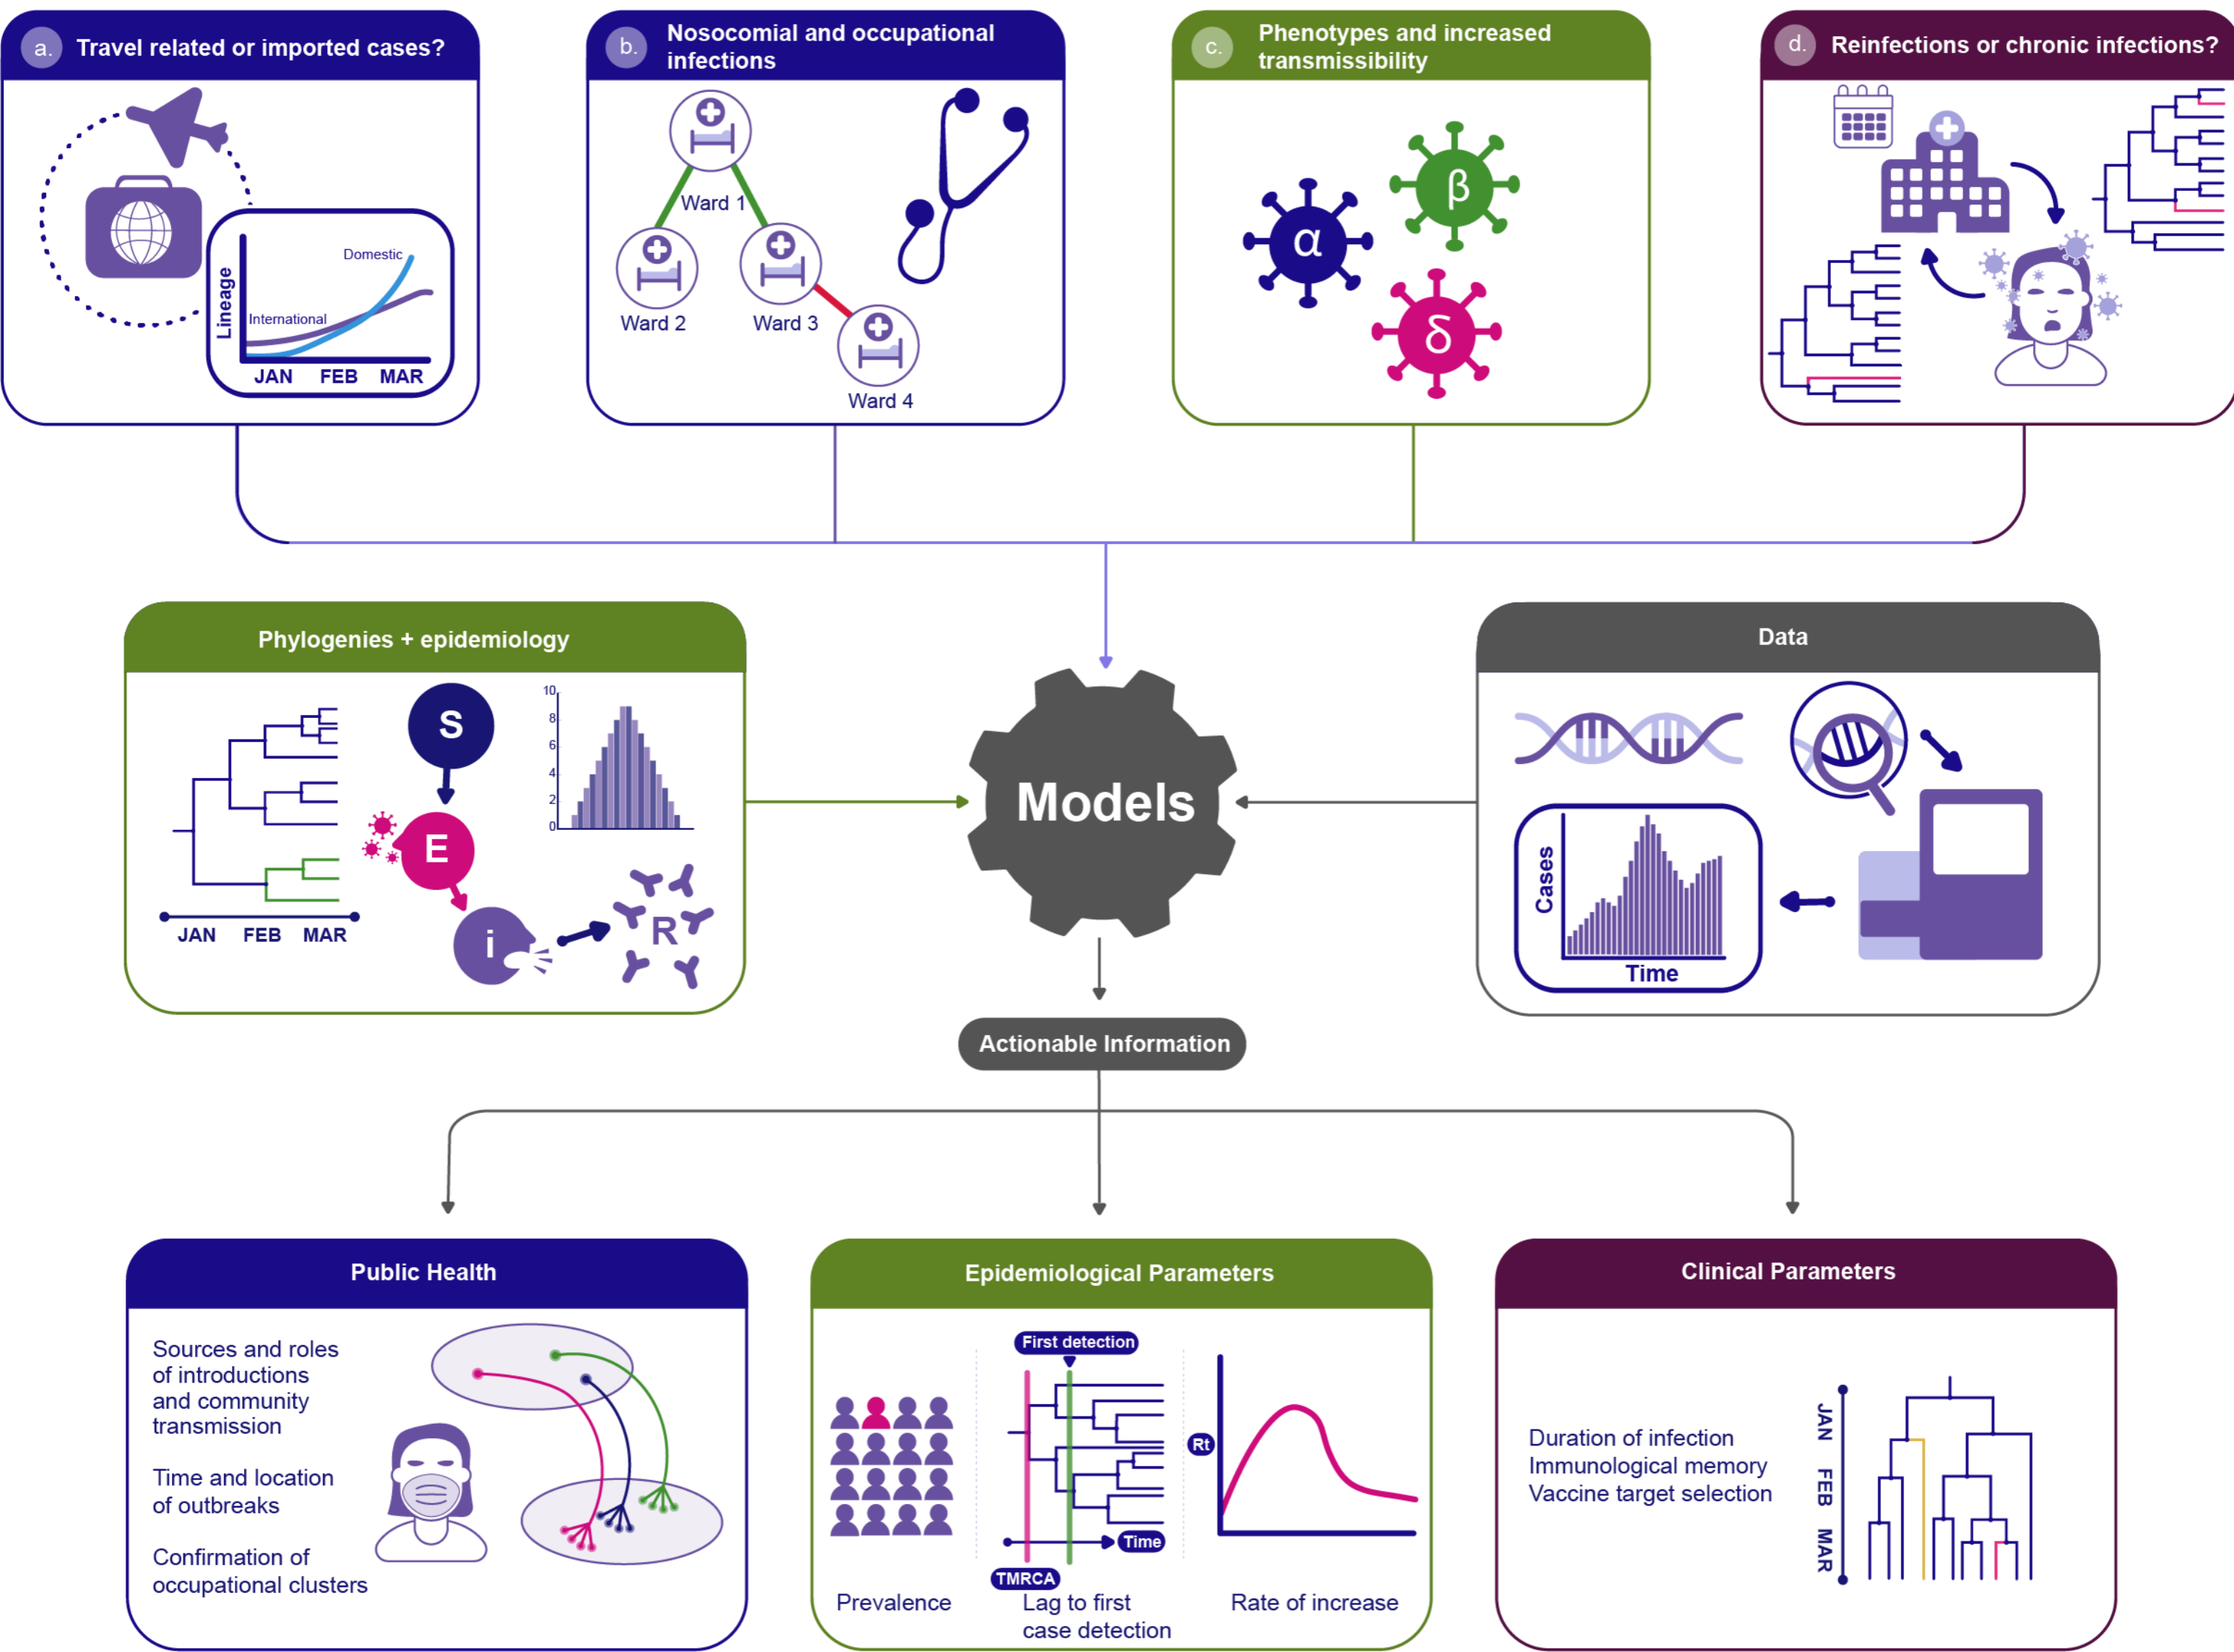 a.
Travel related or imported cases?
Lineage
Domestic
International
JAN FEB MAR
b.
Nosocomial and occupational
infections
Ward 1
Ward 2
Ward 3
Ward 4
c.
Phenotypes and increased
transmissibility
α
β
δ
d.
Reinfections or chronic infections?
Phylogenies + epidemiology
JAN FEB MAR
S
E
i
R
10
8
6
4
2
0
Models
Data
Cases
Time
Actionable Information
Public Health
Sources and roles
of introductions
and community
transmission
Time and location
of outbreaks
Confirmation of
occupational clusters
Epidemiological Parameters
Prevalence
First detection
Time
TMRCA
Lag to first
case detection
Rt
Rate of increase
Clinical Parameters
Duration of infection
Immunological memory
Vaccine target selection
JAN FEB MAR